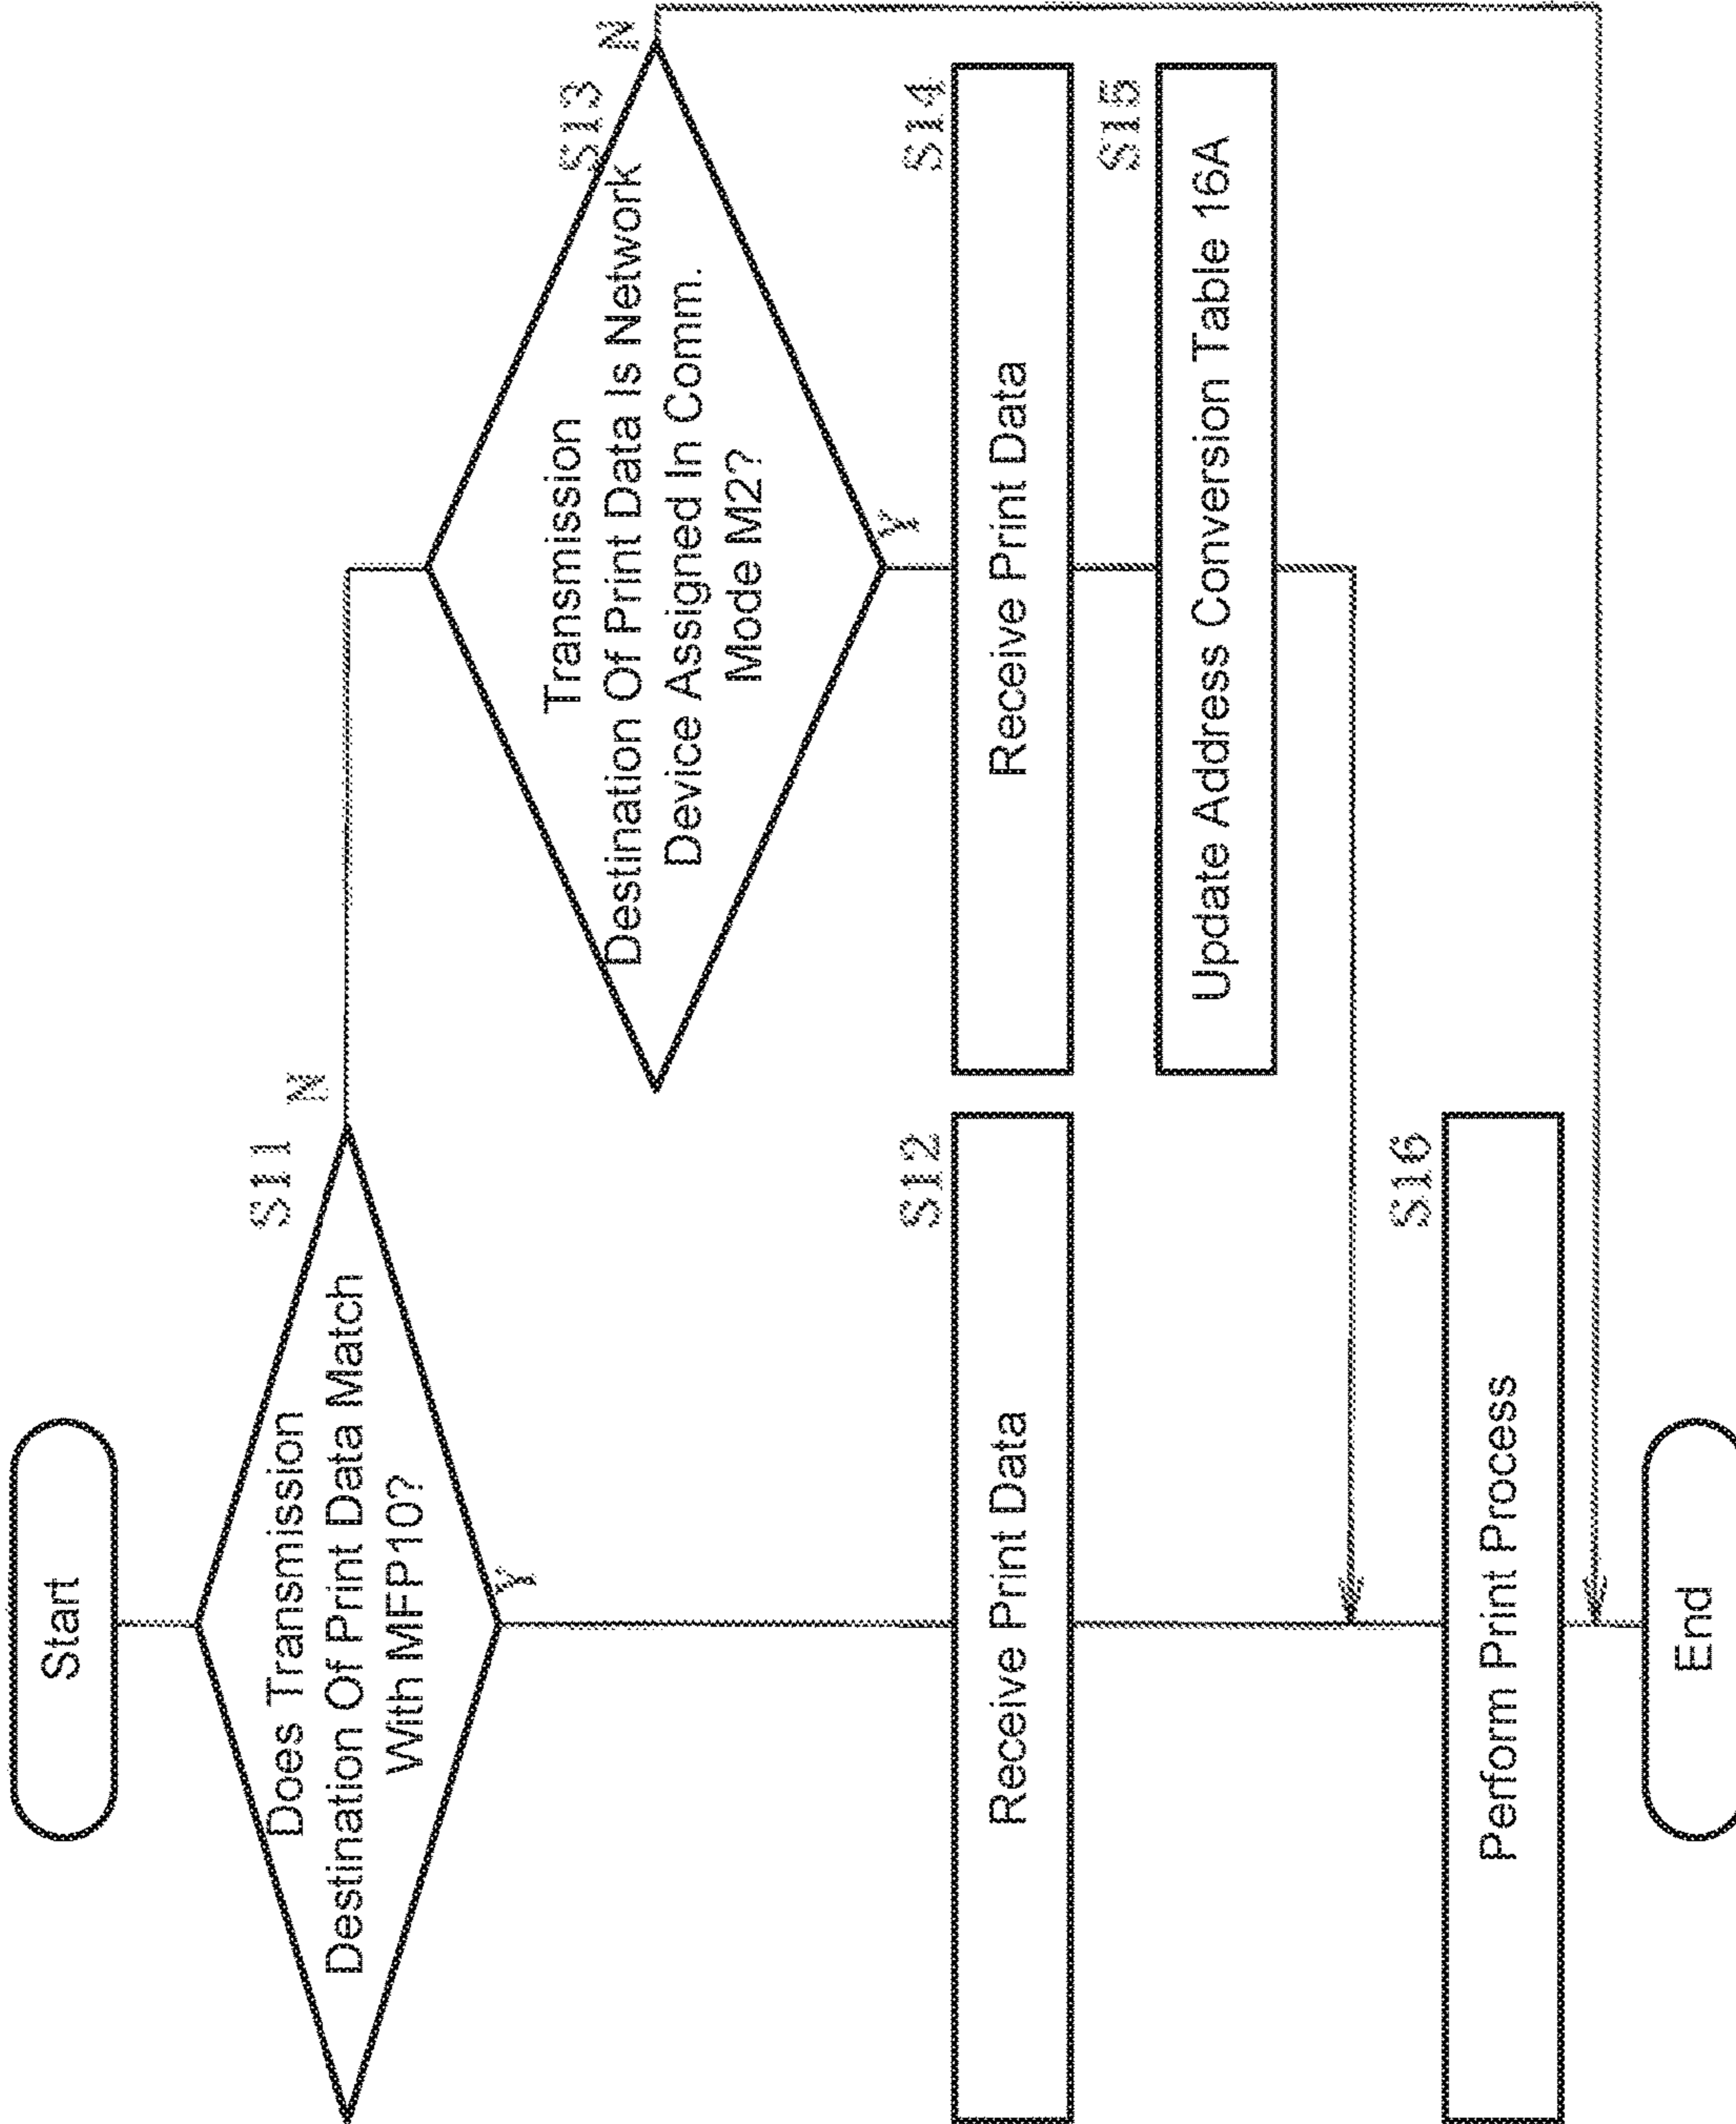 Start
S11
Does Transmission
Destination Of Print Data Match
With MFP10?
N
Y
S13
Transmission
Destination Of Print Data Is Network
Device Assigned In Comm.
Mode M2?
N
Y
S12
Receive Print Data
S14
Receive Print Data
S15
Update Address Conversion Table 16A
S16
Perform Print Process
End